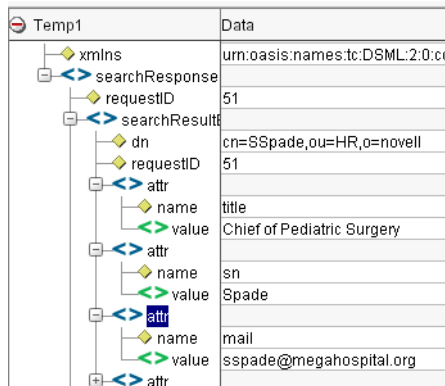 Temp1 Data
xmlns urn:oasis:names:tc:DSML:2:0:c
searchResponse
requestID 51
searchResult
dn cn=SSpade,ou=HR,o=novell
requestID 51
attr
name title
value Chief of Pediatric Surgery
attr
name sn
value Spade
attr
name mail
value sspade@megahospital.org
attr